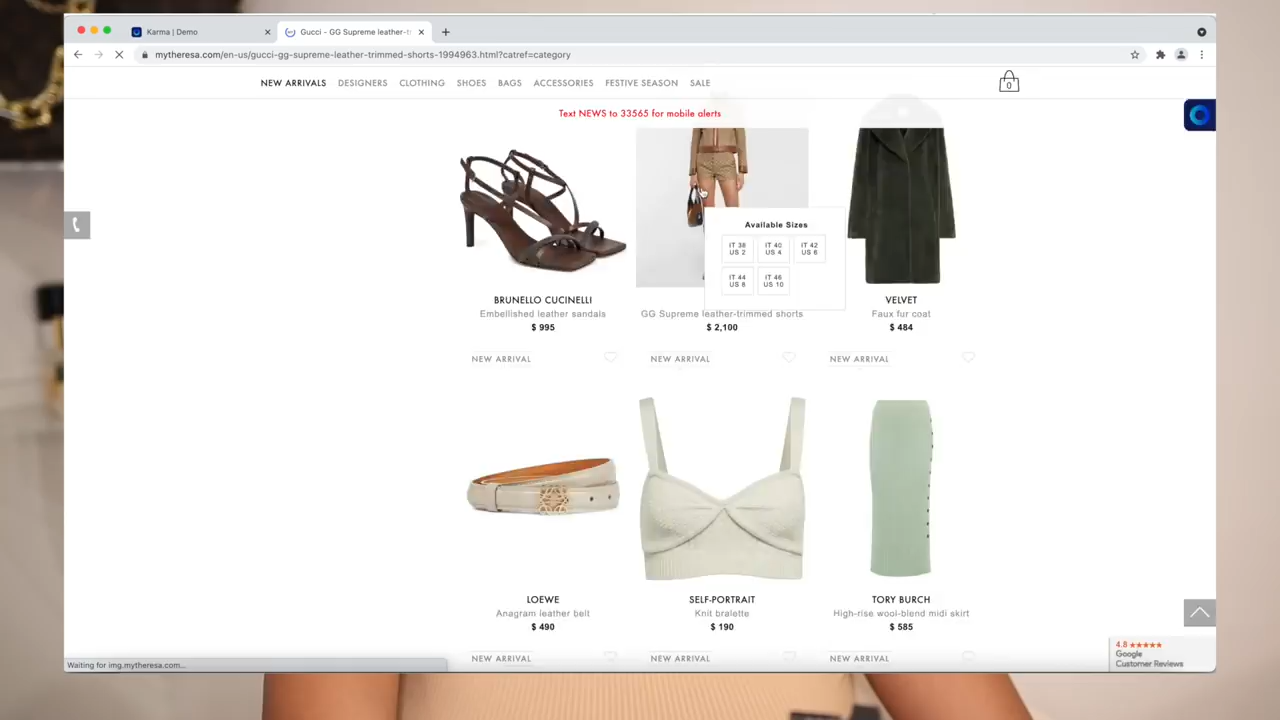 Karma | Demo
Gucci - GG Supreme leather-t
mytheresa.com/en-us/gucci-gg-supreme-leather-trimmed-shorts-1994963.html?catref=category
NEW ARRIVALS DESIGNERS CLOTHING SHOES BAGS ACCESSORIES FESTIVE SEASON SALE
0
Text NEWS to 33565 for mobile alerts
Available Sizes
IT 38 IT 40 IT 42
US 2 US 4 US 6
IT 44 IT 46
US 8 US 10
BRUNELLO CUCINELLI
Embellished leather sandals
$ 995
GG Supreme leather-trimmed shorts
$ 2,100
VELVET
Faux fur coat
$ 484
NEW ARRIVAL NEW ARRIVAL NEW ARRIVAL
LOEWE
Anagram leather belt
$ 490
SELF-PORTRAIT
Knit bralette
$ 190
TORY BURCH
High-rise wool-blend midi skirt
$ 585
NEW ARRIVAL NEW ARRIVAL NEW ARRIVAL
4.8 ★★★★★
Google
Customer Reviews
Waiting for img.mytheresa.com...